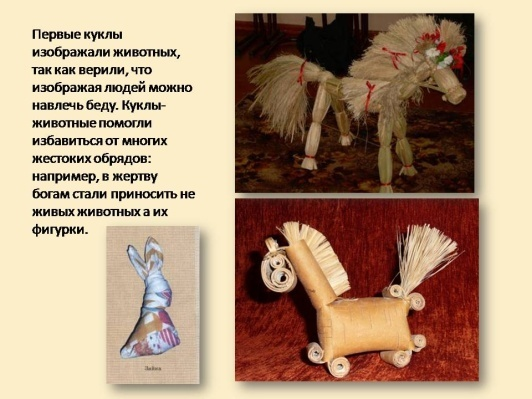 Первые куклы
изображали животных,
так как верили, что
изображая людей можно
навлечь беду. Куклы-
животные помогли
избавиться от многих
жестоких обрядов:
например, в жертву
богам стали приносить не
живых животных а их
фигурки.
Зайчик